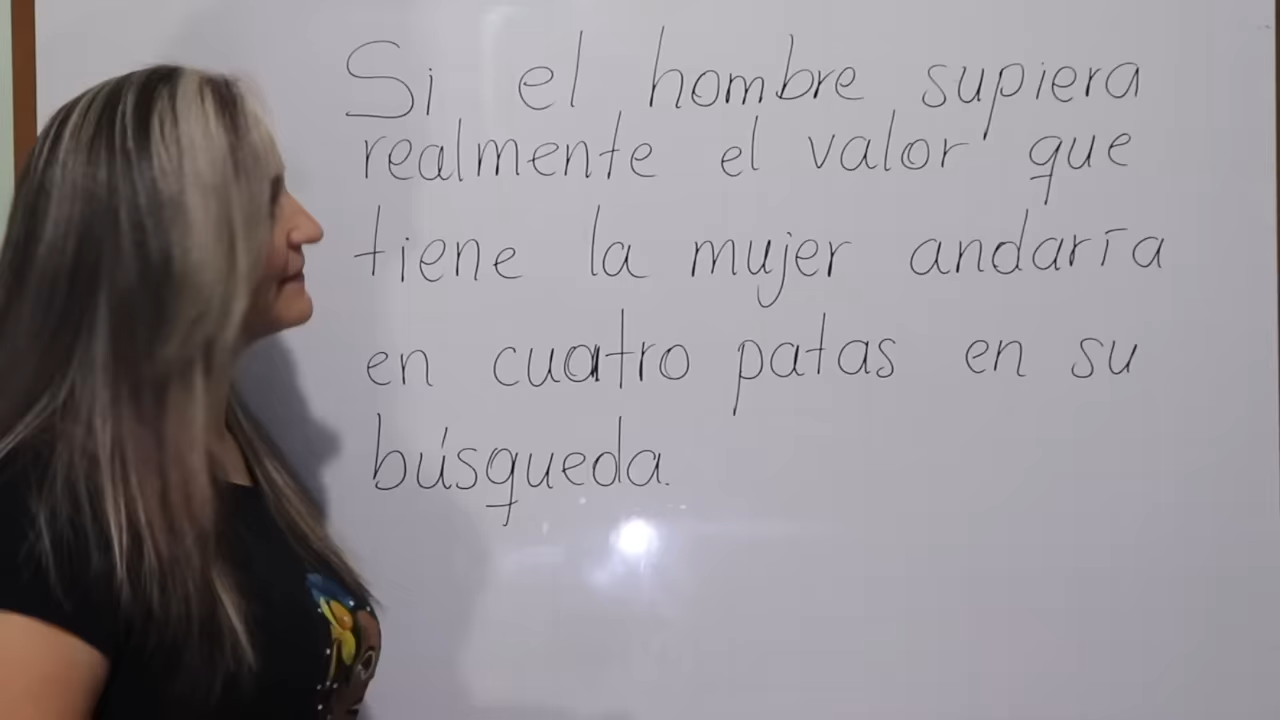 Si el hombre supiera
realmente el valor que
tiene la mujer andaría
en cuatro patas en su
búsqueda.